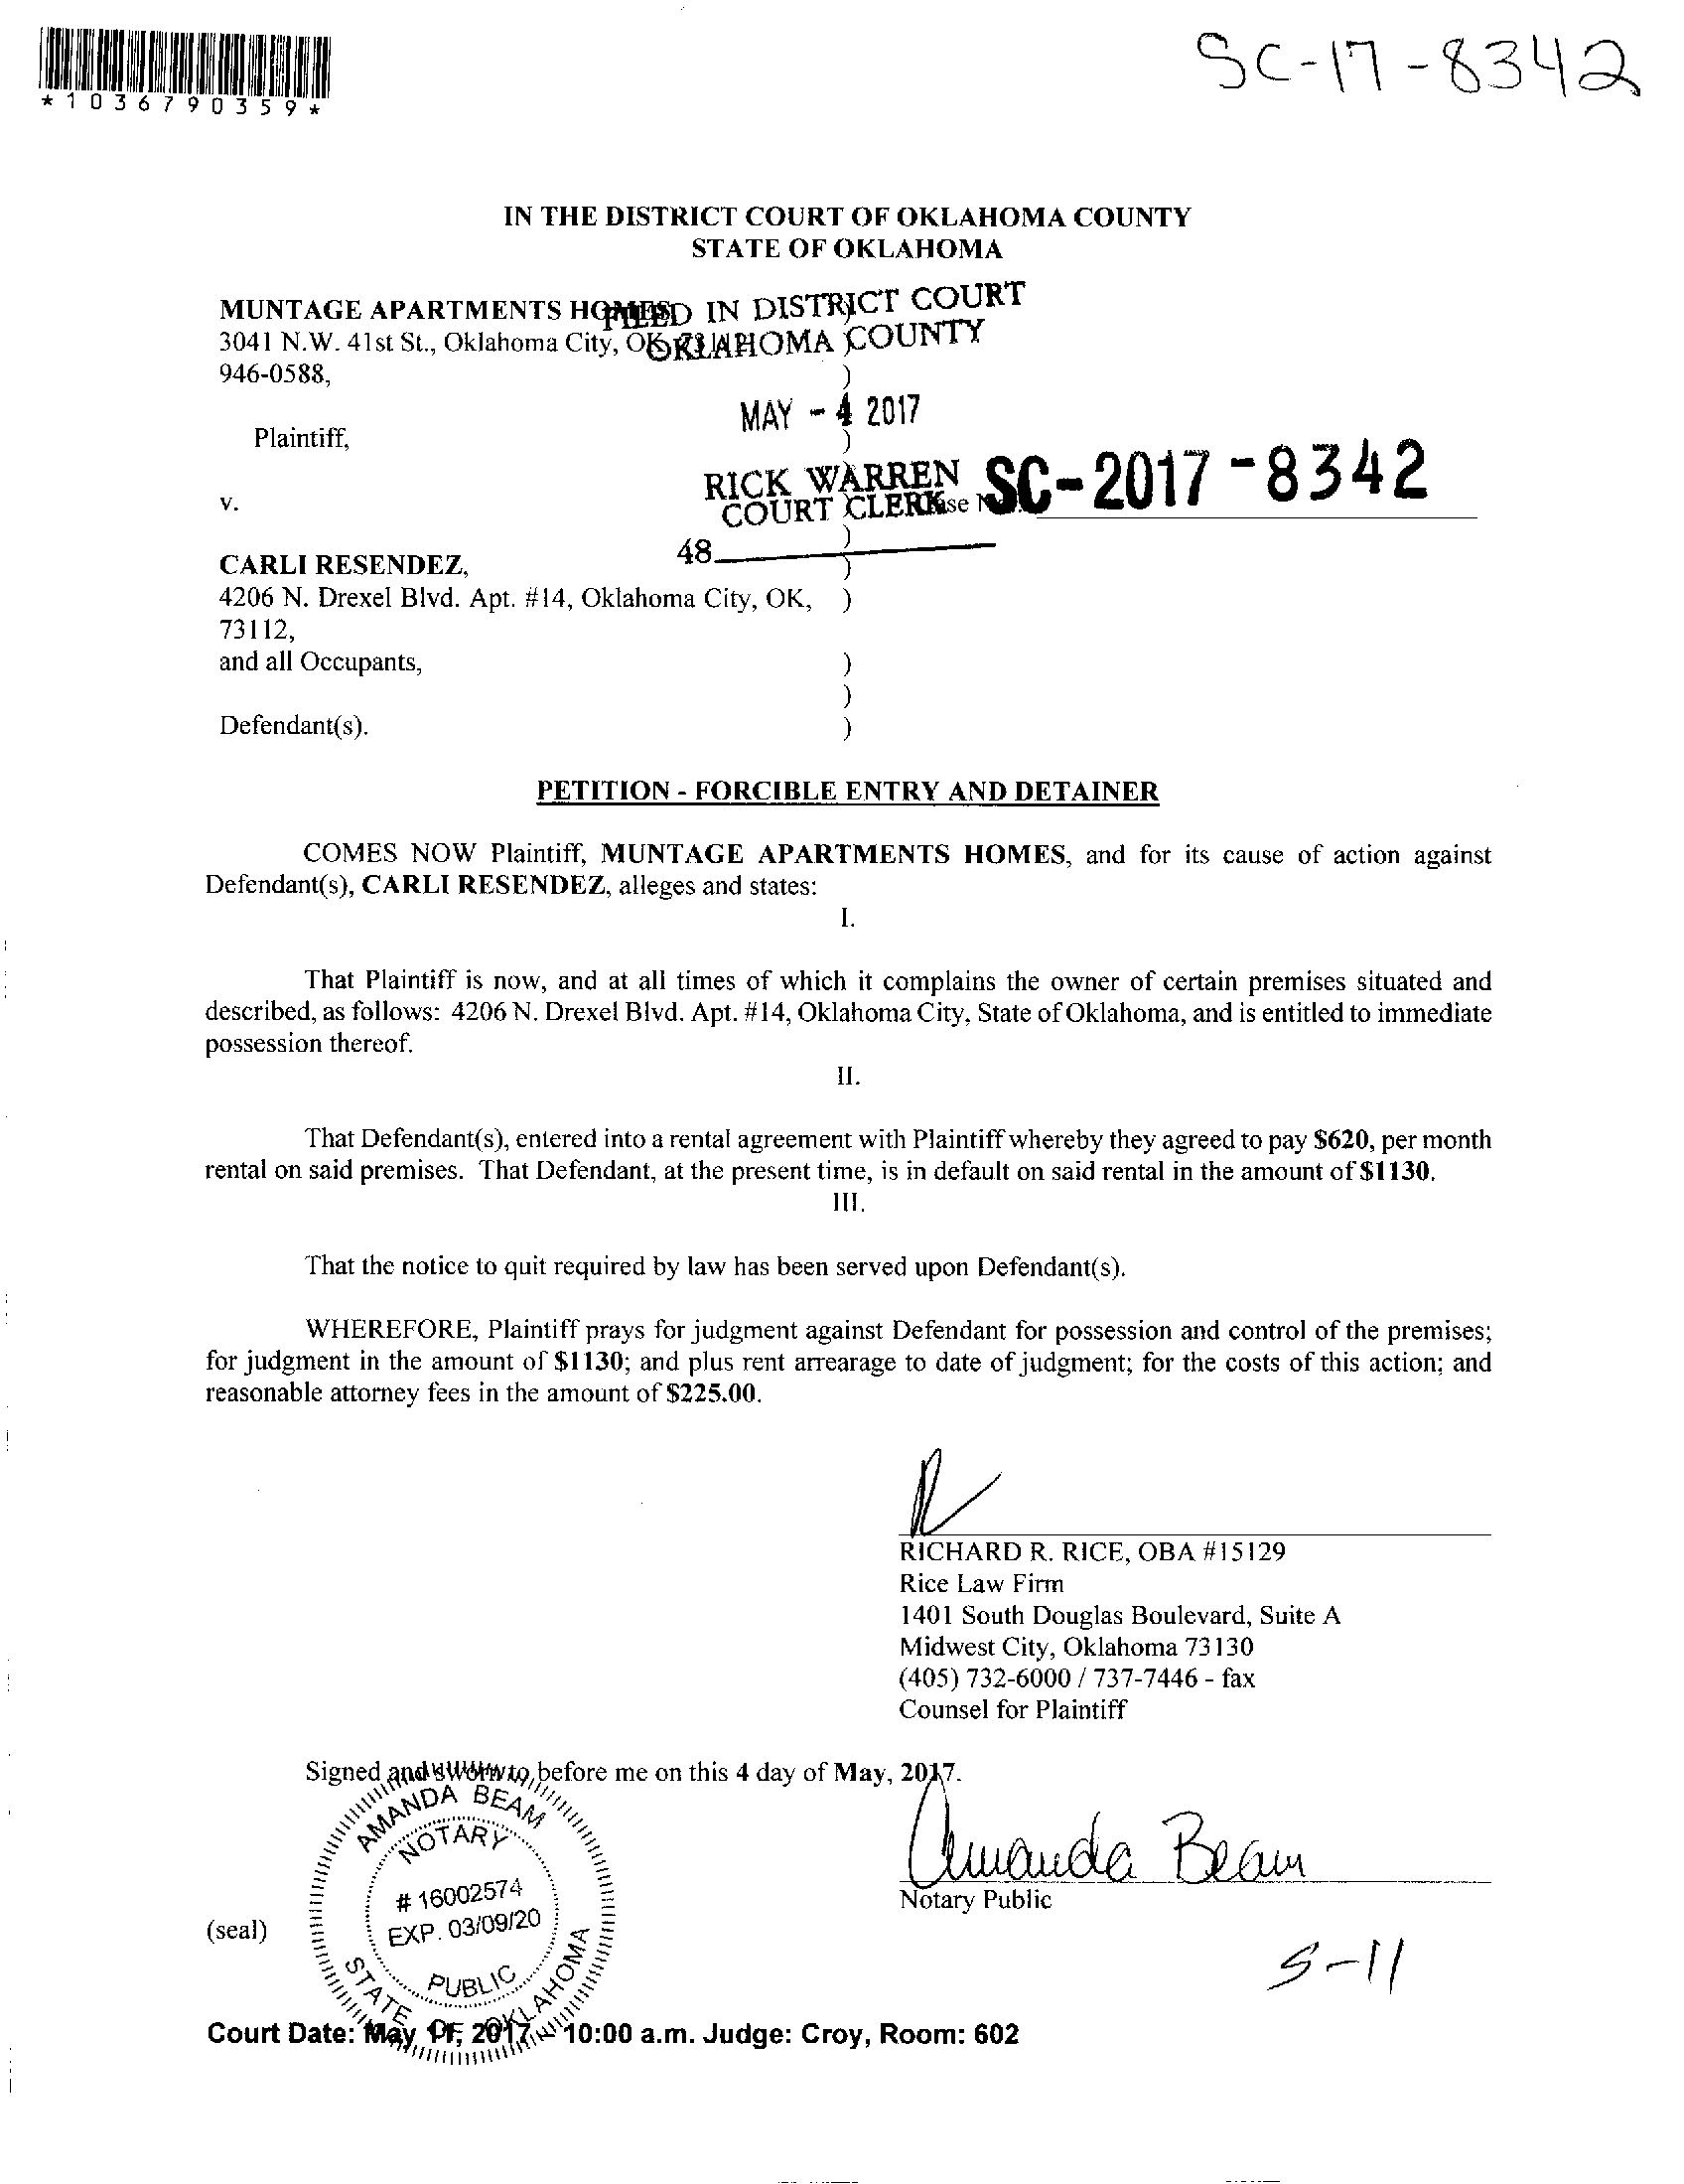 *1036790359*
SC-17-8342
IN THE DISTRICT COURT OF OKLAHOMA COUNTY
STATE OF OKLAHOMA
MUNTAGE APARTMENTS HOMES,
FILED IN DISTRICT COURT
3041 N.W. 41st St., Oklahoma City, OK,
OKLAHOMA COUNTY )
946-0588, )
MAY - 4 2017
Plaintiff, )
RICK WARREN
v. COURT CLERK
Case No. SC-2017-8342
48 )
CARLI RESENDEZ, )
4206 N. Drexel Blvd. Apt. #14, Oklahoma City, OK, )
73112,
and all Occupants, )
)
Defendant(s). )
PETITION - FORCIBLE ENTRY AND DETAINER
COMES NOW Plaintiff, MUNTAGE APARTMENTS HOMES, and for its cause of action against
Defendant(s), CARLI RESENDEZ, alleges and states:
I.
That Plaintiff is now, and at all times of which it complains the owner of certain premises situated and
described, as follows: 4206 N. Drexel Blvd. Apt. #14, Oklahoma City, State of Oklahoma, and is entitled to immediate
possession thereof.
II.
That Defendant(s), entered into a rental agreement with Plaintiff whereby they agreed to pay $620, per month
rental on said premises. That Defendant, at the present time, is in default on said rental in the amount of $1130.
III.
That the notice to quit required by law has been served upon Defendant(s).
WHEREFORE, Plaintiff prays for judgment against Defendant for possession and control of the premises;
for judgment in the amount of $1130; and plus rent arrearage to date of judgment; for the costs of this action; and
reasonable attorney fees in the amount of $225.00.
RICHARD R. RICE, OBA #15129
Rice Law Firm
1401 South Douglas Boulevard, Suite A
Midwest City, Oklahoma 73130
(405) 732-6000 / 737-7446 - fax
Counsel for Plaintiff
Signed and sworn to before me on this 4 day of May, 2017.
AMANDA BEAM
NOTARY
# 16002574
EXP. 03/09/20
PUBLIC
STATE OF OKLAHOMA
Amanda Beam
Notary Public
(seal)
5-11
Court Date: May 11, 2017 10:00 a.m. Judge: Croy, Room: 602